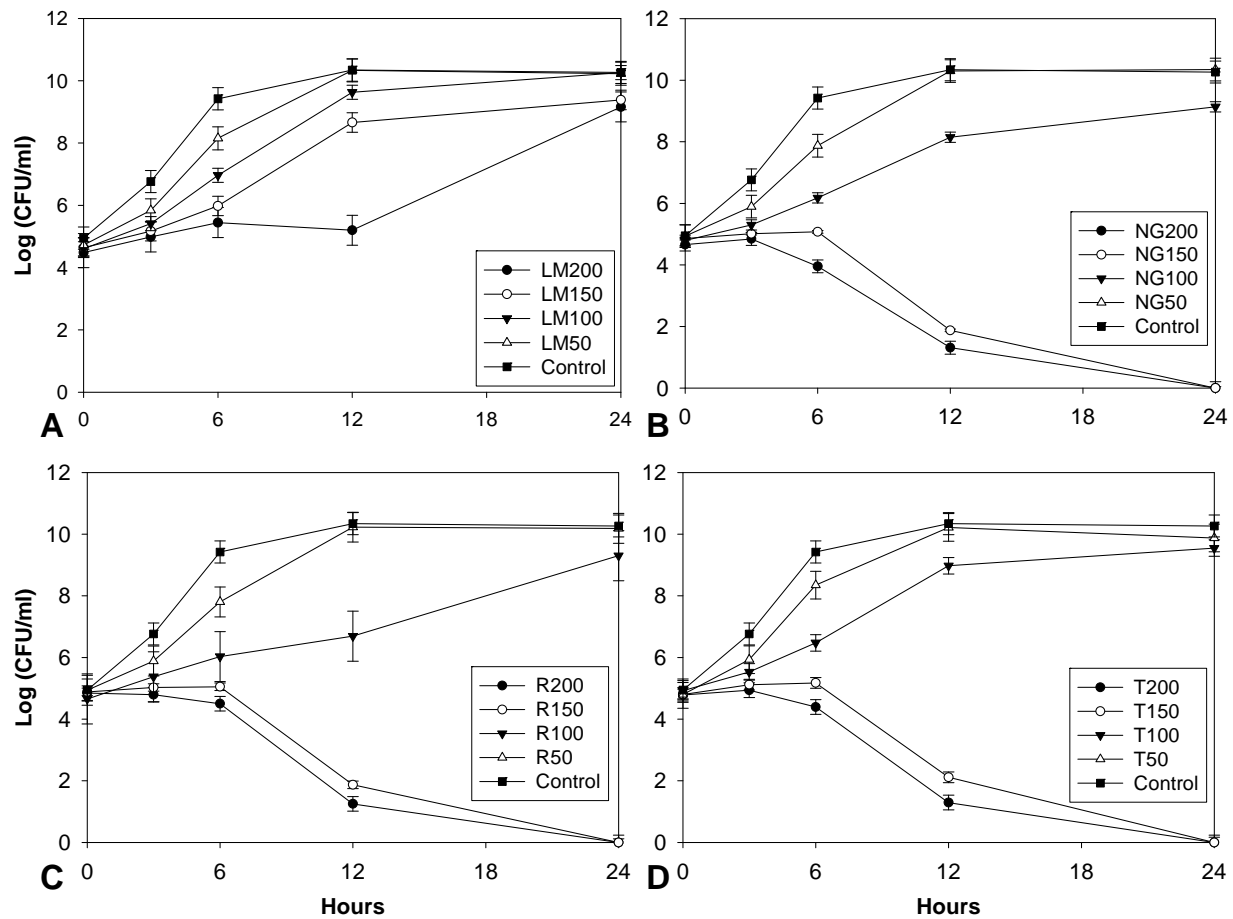 12
10
8
6
4
2
0
Log (CFU/ml)
LM200
LM150
LM100
LM50
Control
0 6 12 18 24
A
12
10
8
6
4
2
0
NG200
NG150
NG100
NG50
Control
0 6 12 18 24
B
12
10
8
6
4
2
0
Log (CFU/ml)
R200
R150
R100
R50
Control
0 6 12 18 24
C
Hours
12
10
8
6
4
2
0
T200
T150
T100
T50
Control
0 6 12 18 24
D
Hours